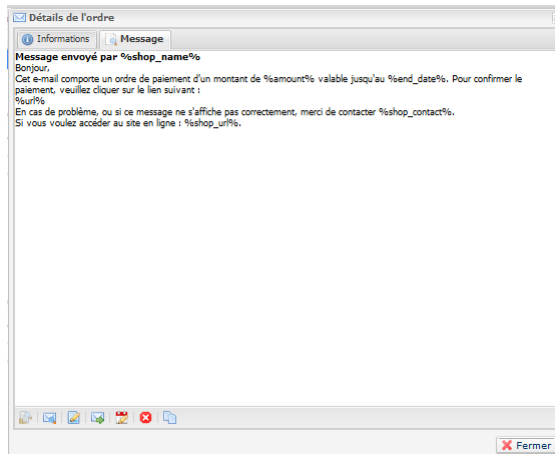 Détails de l'ordre
Informations
Message
Message envoyé par %shop_name%
Bonjour,
Cet e-mail comporte un ordre de paiement d'un montant de %amount% valable jusqu'au %end_date%. Pour confirmer le
paiement, veuillez cliquer sur le lien suivant :
%url%
En cas de problème, ou si ce message ne s'affiche pas correctement, merci de contacter %shop_contact%.
Si vous voulez accéder au site en ligne : %shop_url%.
Fermer